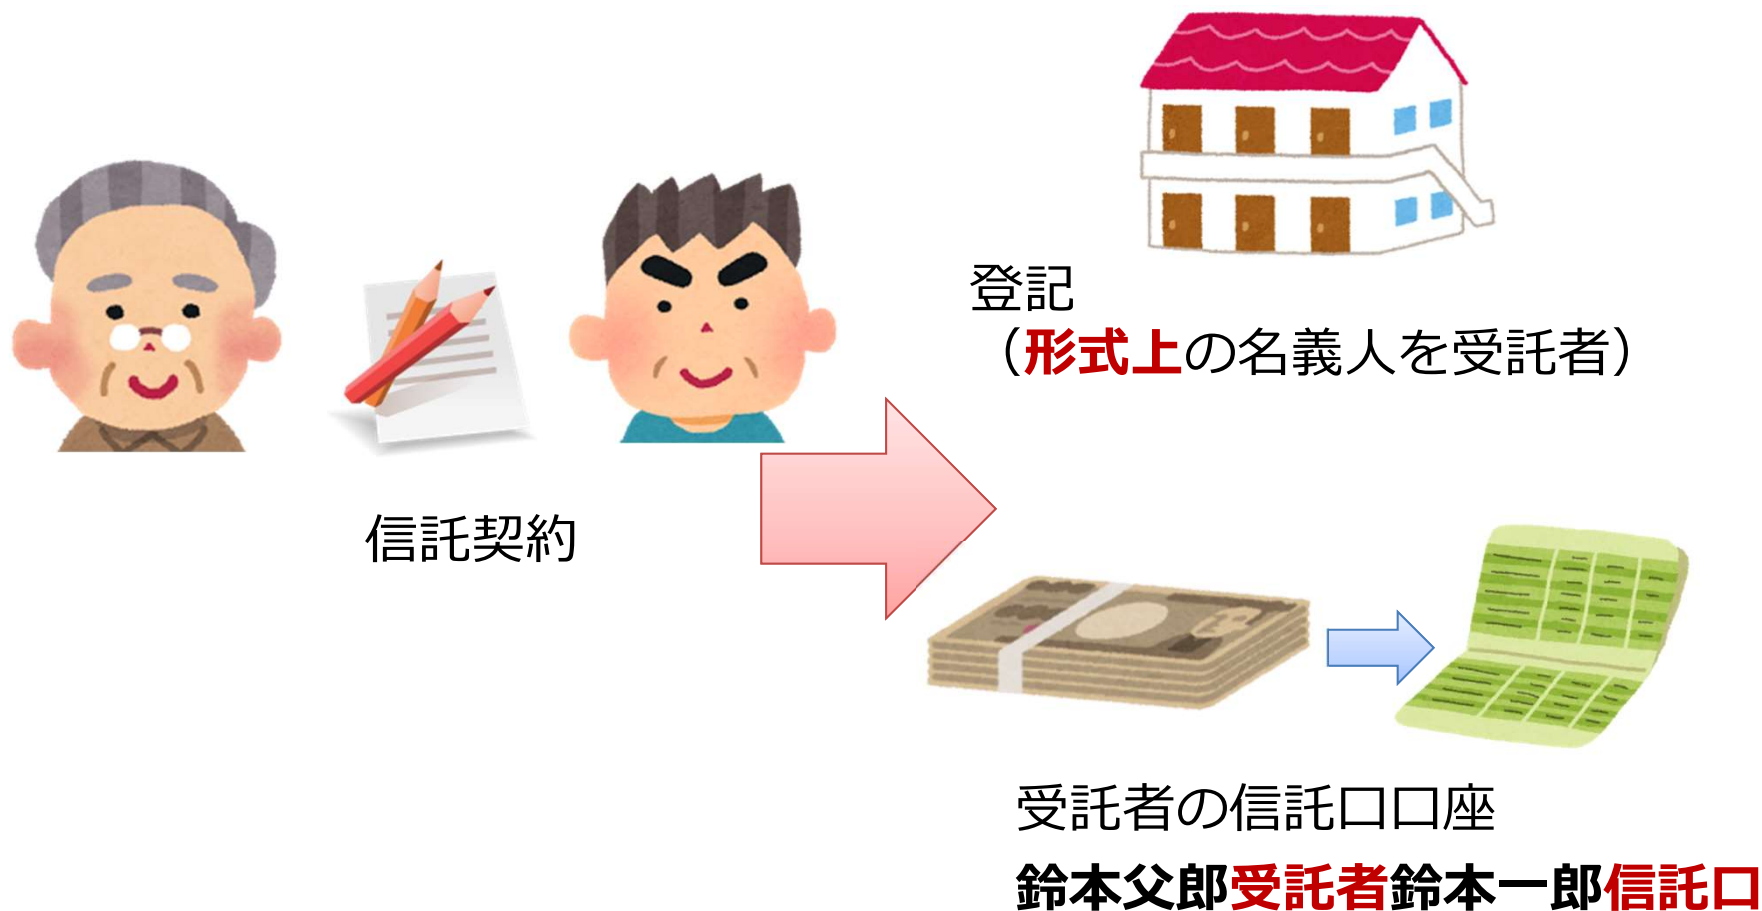 登記
（形式上の名義人を受託者）
信託契約
受託者の信託口口座
鈴本父郎受託者鈴本一郎信託口